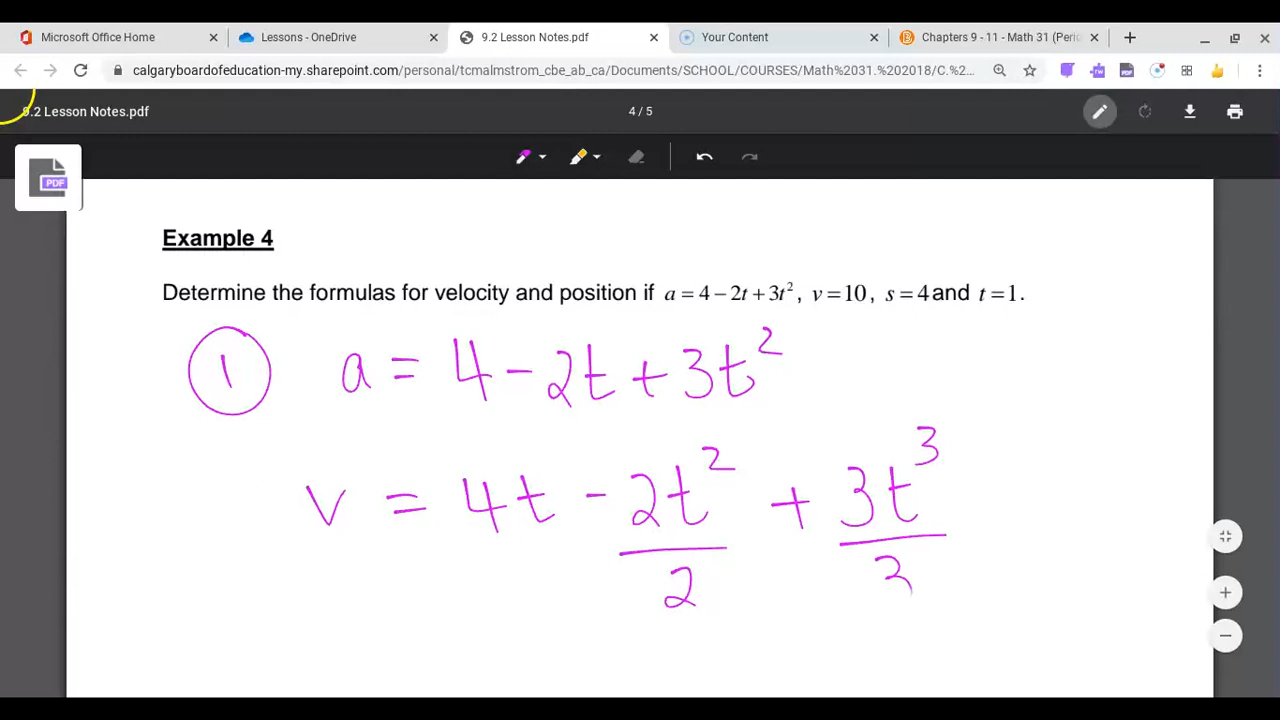 Microsoft Office Home
Lessons - OneDrive
9.2 Lesson Notes.pdf
Your Content
Chapters 9 - 11 - Math 31 (Peri
calgaryboardofeducation-my.sharepoint.com/personal/tcmalmstrom_cbe_ab_ca/Documents/SCHOOL/COURSES/Math%2031.%202018/C.%2...
9.2 Lesson Notes.pdf
4 / 5
PDF
Example 4
Determine the formulas for velocity and position if a = 4 − 2t + 3t², v = 10, s = 4 and t = 1.
① a = 4 − 2t + 3t²
v = 4t − 2t²/2 + 3t³/3